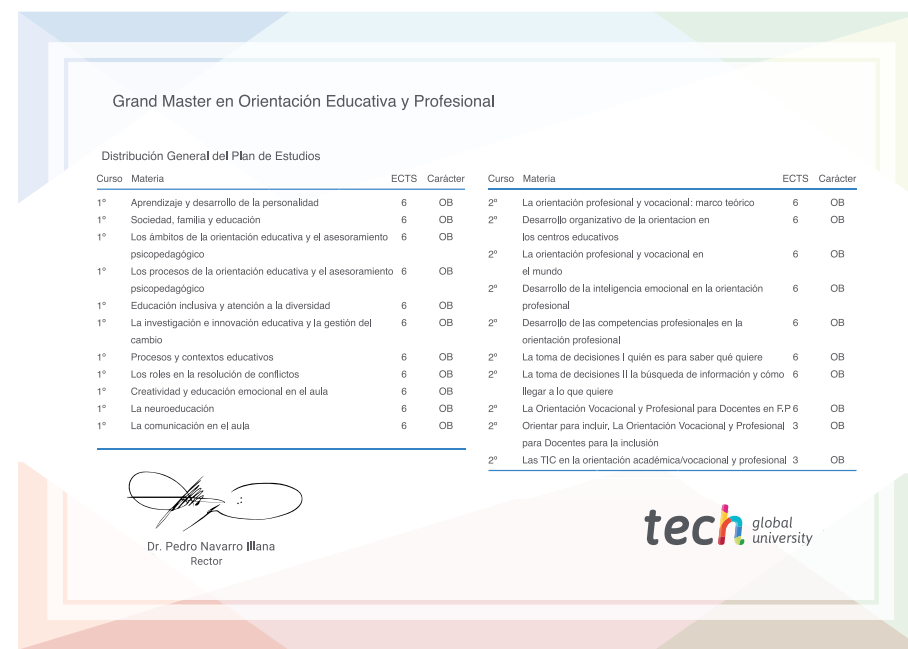 Grand Master en Orientación Educativa y Profesional
Distribución General del Plan de Estudios
Curso Materia ECTS Carácter
1º Aprendizaje y desarrollo de la personalidad 6 OB
1º Sociedad, familia y educación 6 OB
1º Los ámbitos de la orientación educativa y el asesoramiento 6 OB
psicopedagógico
1º Los procesos de la orientación educativa y el asesoramiento 6 OB
psicopedagógico
1º Educación inclusiva y atención a la diversidad 6 OB
1º La investigación e innovación educativa y la gestión del 6 OB
cambio
1º Procesos y contextos educativos 6 OB
1º Los roles en la resolución de conflictos 6 OB
1º Creatividad y educación emocional en el aula 6 OB
1º La neuroeducación 6 OB
1º La comunicación en el aula 6 OB
Curso Materia ECTS Carácter
2º La orientación profesional y vocacional: marco teórico 6 OB
2º Desarrollo organizativo de la orientacion en 6 OB
los centros educativos
2º La orientación profesional y vocacional en 6 OB
el mundo
2º Desarrollo de la inteligencia emocional en la orientación 6 OB
profesional
2º Desarrollo de las competencias profesionales en la 6 OB
orientación profesional
2º La toma de decisiones I quién es para saber qué quiere 6 OB
2º La toma de decisiones II la búsqueda de información y cómo 6 OB
llegar a lo que quiere
2º La Orientación Vocacional y Profesional para Docentes en F.P 6 OB
2º Orientar para incluir, La Orientación Vocacional y Profesional 3 OB
para Docentes para la inclusión
2º Las TIC en la orientación académica/vocacional y profesional 3 OB
Dr. Pedro Navarro Illana
Rector
tech global
university